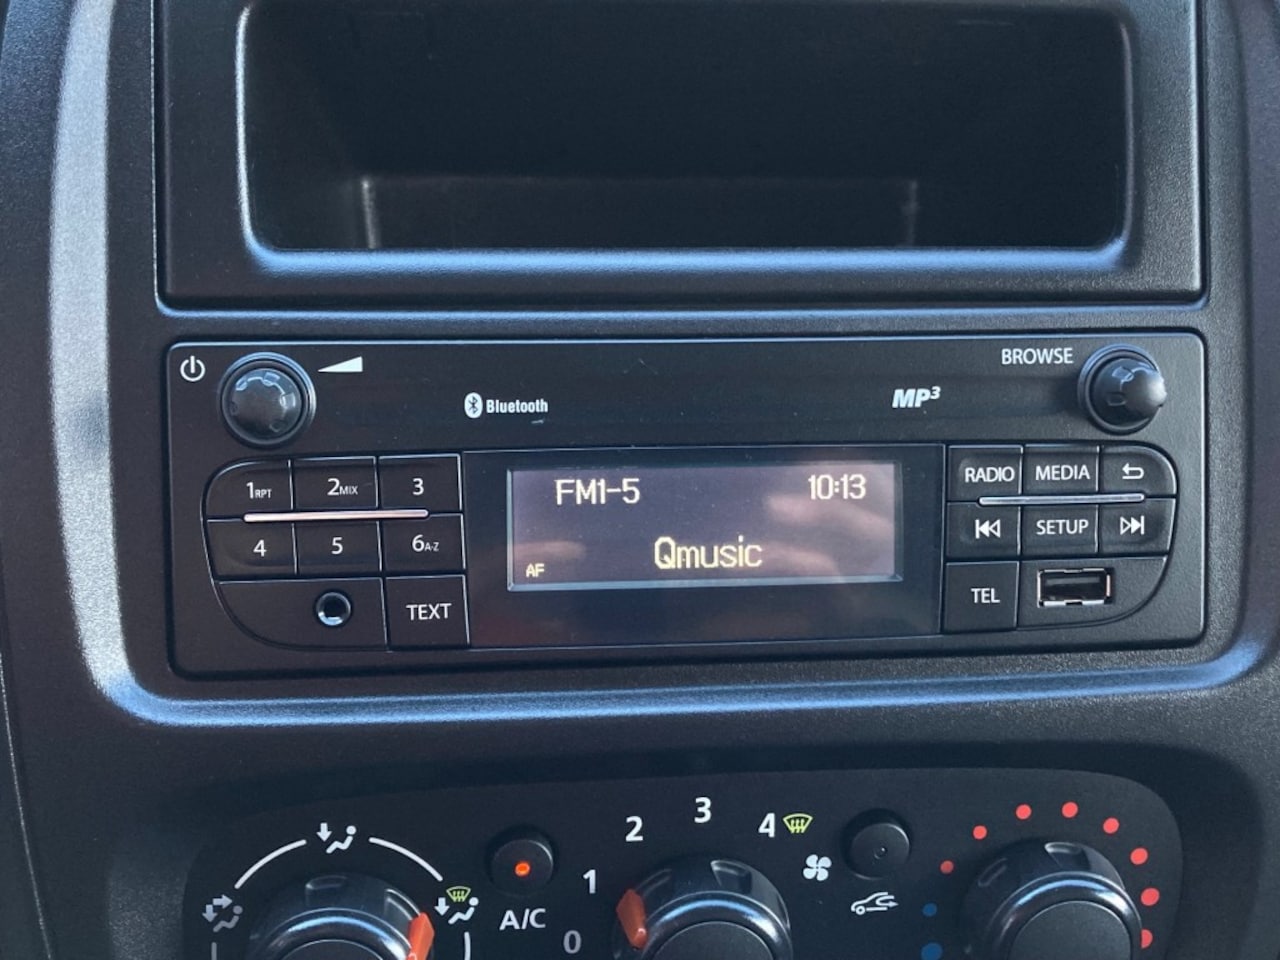 BROWSE
Bluetooth
MP3
1RPT 2MIX 3
FM1-5 10:13
RADIO MEDIA
4 5 6A-Z
Qmusic
SETUP
AF
TEXT
TEL
1 2 3 4
A/C
0